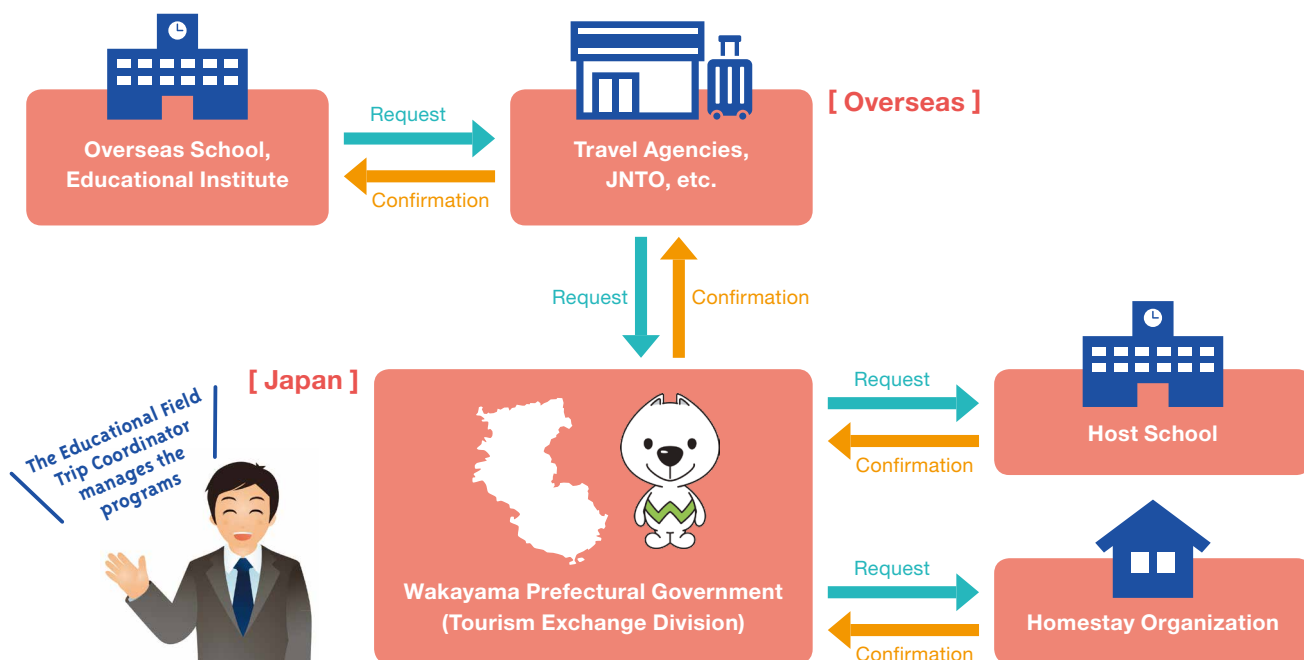 [ Overseas ]
Overseas School,
Educational Institute
Request
Confirmation
Travel Agencies,
JNTO, etc.
Request
Confirmation
[ Japan ]
The Educational Field
Trip Coordinator
manages the
programs
Wakayama Prefectural Government
(Tourism Exchange Division)
Request
Confirmation
Host School
Request
Confirmation
Homestay Organization